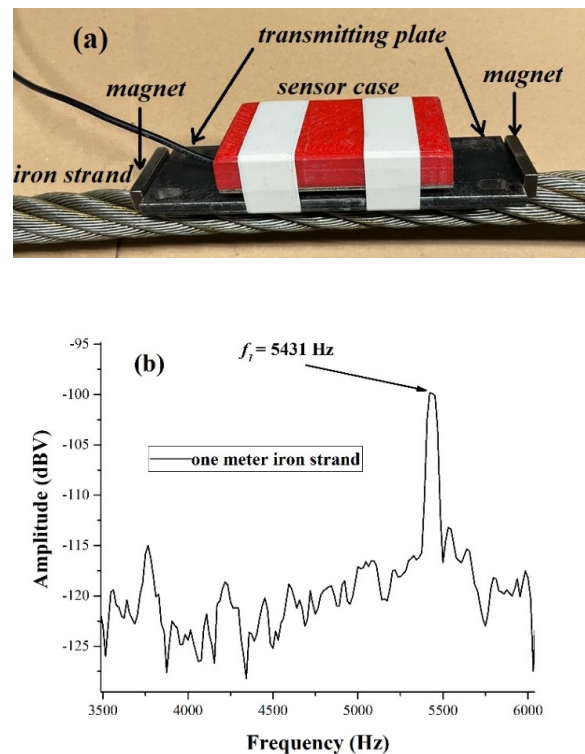 (a)
transmitting plate
magnet
sensor case
magnet
iron strand
(b)
f₁ = 5431 Hz
one meter iron strand
Amplitude (dBV)
-95
-100
-105
-110
-115
-120
-125
3500 4000 4500 5000 5500 6000
Frequency (Hz)